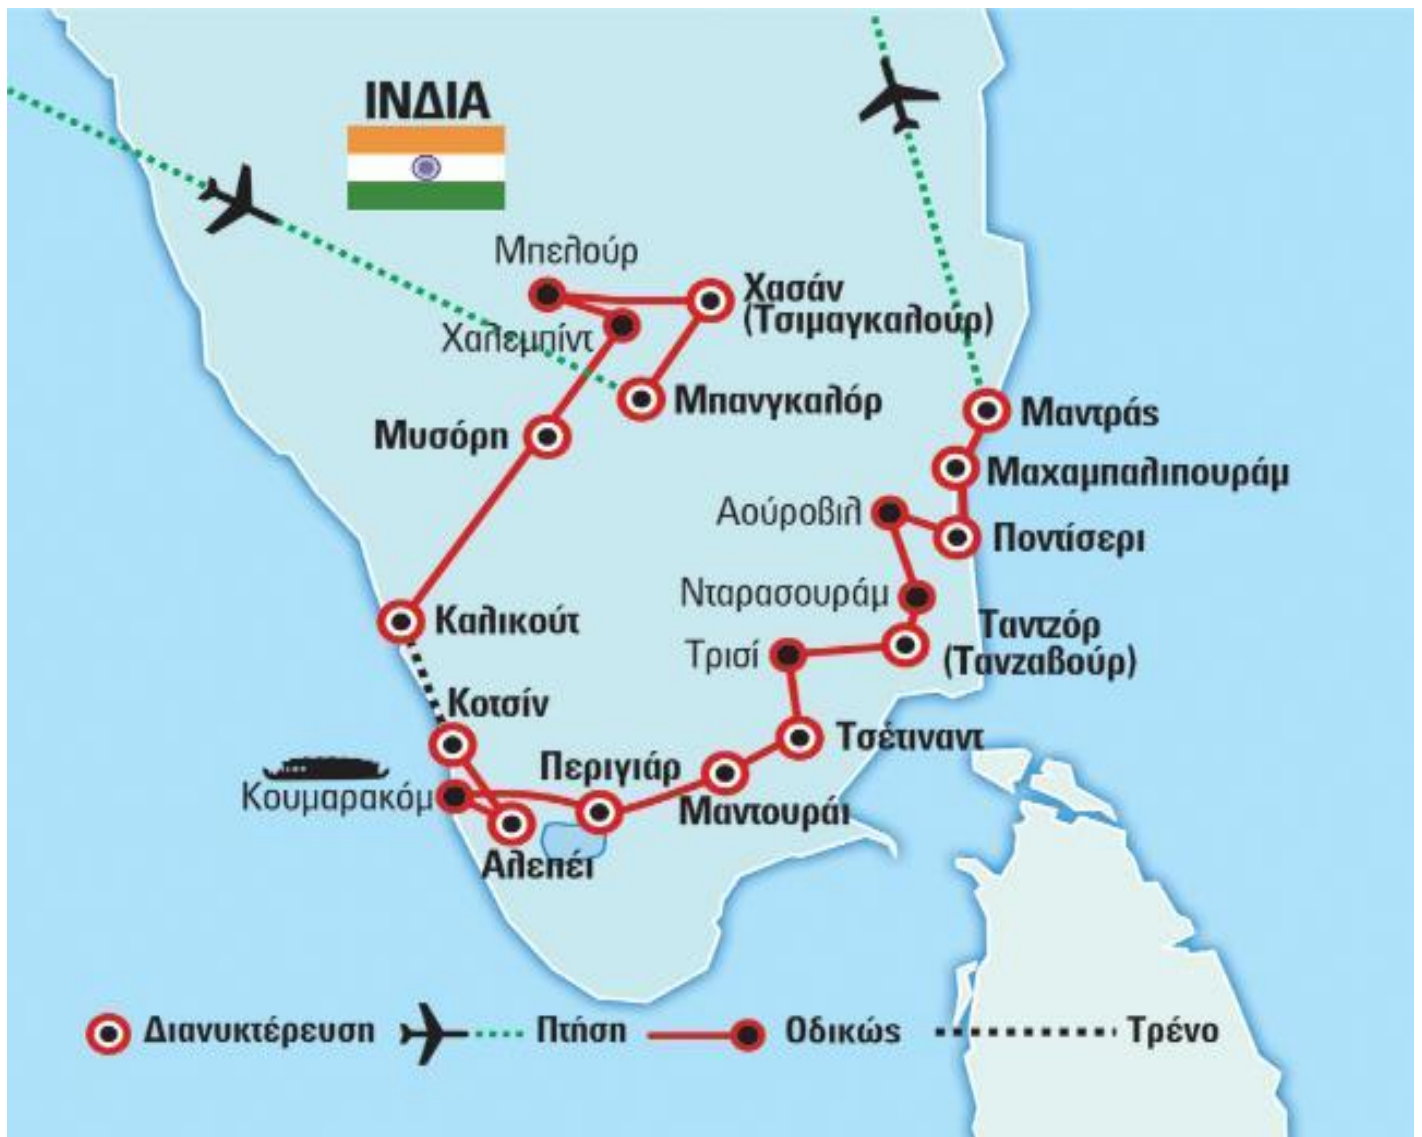 ΙΝΔΙΑ
Μπελούρ
Χασάν
(Τσιμαγκαλούρ)
Χαλεμπίντ
Μπανγκαλόρ
Μαντράς
Μυσόρη
Μαχαμπαλιπουράμ
Αούροβιλ
Ποντίσερι
Νταρασουράμ
Καλικούτ
Ταντζόρ
(Τανζαβούρ)
Τρισί
Κοτσίν
Τσέτιναντ
Περιγιάρ
Κουμαρακόμ
Μαντουράι
Αλεπέι
Διανυκτέρευση Πτήση Οδικώς Τρένο